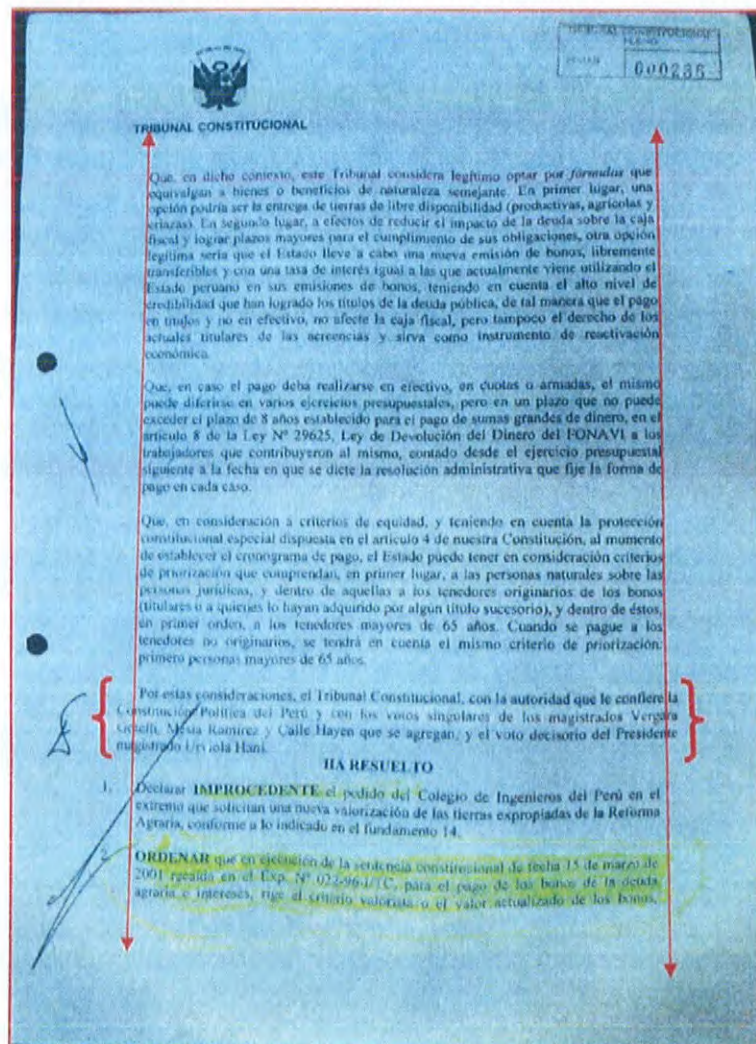 TRIBUNAL CONSTITUCIONAL
PLENO
000236
TRIBUNAL CONSTITUCIONAL
Que, en dicho contexto, este Tribunal considera legítimo optar por fórmulas que
equivalgan a bienes o beneficios de naturaleza semejante. En primer lugar, una
opción podría ser la entrega de tierras de libre disponibilidad (productivas, agrícolas y
eriazas). En segundo lugar, a efectos de reducir el impacto de la deuda sobre la caja
fiscal y lograr plazos mayores para el cumplimiento de sus obligaciones, otra opción
legítima sería que el Estado lleve a cabo una nueva emisión de bonos, libremente
transferibles y con una tasa de interés igual a las que actualmente viene utilizando el
Estado peruano en sus emisiones de bonos, teniendo en cuenta el alto nivel de
credibilidad que han logrado los títulos de la deuda pública, de tal manera que el pago
en títulos y no en efectivo, no afecte la caja fiscal, pero tampoco el derecho de los
actuales titulares de las acreencias y sirva como instrumento de reactivación
económica.
Que, en caso el pago deba realizarse en efectivo, en cuotas o armadas, el mismo
puede diferirse en varios ejercicios presupuestales, pero en un plazo que no puede
exceder el plazo de 8 años establecido para el pago de sumas grandes de dinero, en el
artículo 8 de la Ley Nº 29625, Ley de Devolución del Dinero del FONAVI a los
trabajadores que contribuyeron al mismo, contado desde el ejercicio presupuestal
siguiente a la fecha en que se dicte la resolución administrativa que fije la forma de
pago en cada caso.
Que, en consideración a criterios de equidad, y teniendo en cuenta la protección
constitucional especial dispuesta en el artículo 4 de nuestra Constitución, al momento
de establecer el cronograma de pago, el Estado puede tener en consideración criterios
de priorización que comprendan, en primer lugar, a las personas naturales sobre las
personas jurídicas, y dentro de aquellas a los tenedores originarios de los bonos
(titulares o a quienes lo hayan adquirido por algún título sucesorio), y dentro de éstos,
en primer orden, a los tenedores mayores de 65 años. Cuando se pague a los
tenedores no originarios, se tendrá en cuenta el mismo criterio de priorización:
primero personas mayores de 65 años.
Por estas consideraciones, el Tribunal Constitucional, con la autoridad que le confiere la
Constitución Política del Perú y con los votos singulares de los magistrados Vergara
Gotelli, Mesía Ramírez y Calle Hayen que se agregan, y el voto decisorio del Presidente
magistrado Urviola Hani.
HA RESUELTO
1. Declarar IMPROCEDENTE el pedido del Colegio de Ingenieros del Perú en el
extremo que solicitan una nueva valorización de las tierras expropiadas de la Reforma
Agraria, conforme a lo indicado en el fundamento 14.
ORDENAR que en ejecución de la sentencia constitucional de fecha 15 de marzo de
2001 recaída en el Exp. Nº 022-96-I/TC, para el pago de los bonos de la deuda
agraria e intereses, rige el criterio valorista o el valor actualizado de los bonos,